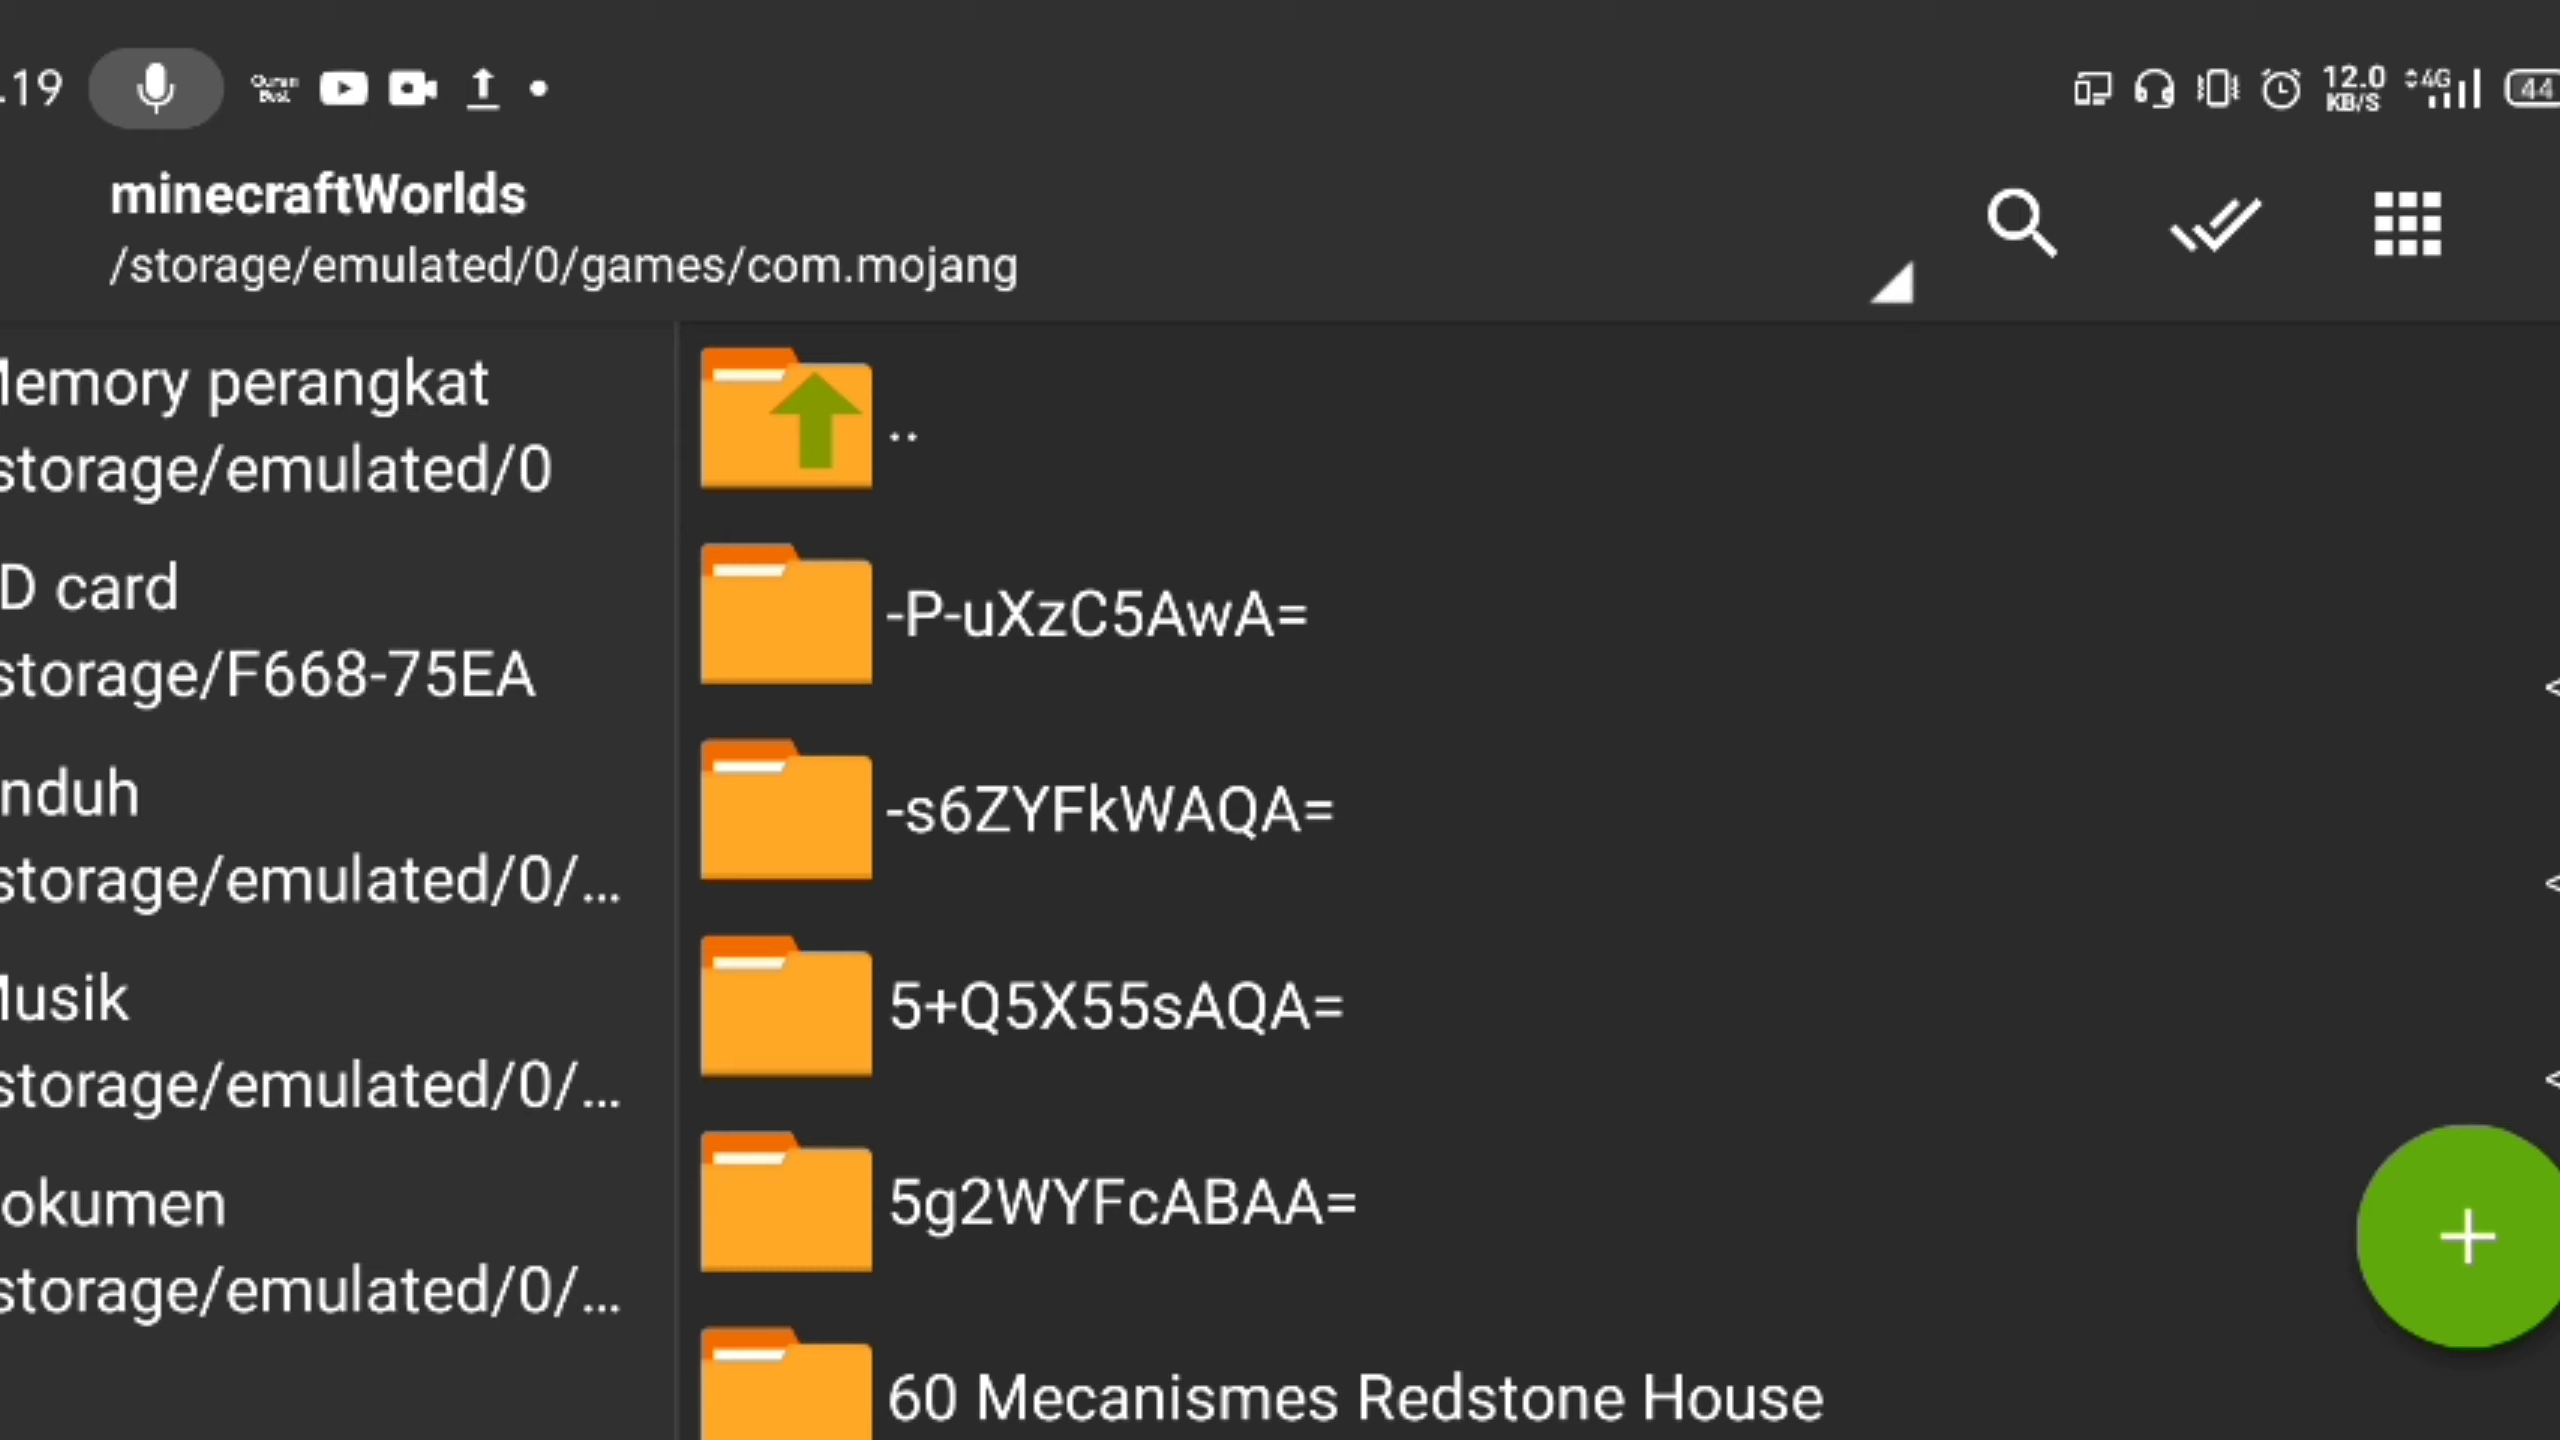 .19
12.0
KB/S
4G
44
minecraftWorlds
/storage/emulated/0/games/com.mojang
Memory perangkat
storage/emulated/0
D card
storage/F668-75EA
nduh
storage/emulated/0/...
Musik
storage/emulated/0/...
okumen
storage/emulated/0/...
..
-P-uXzC5AwA=
<
-s6ZYFkWAQA=
<
5+Q5X55sAQA=
<
5g2WYFcABAA=
60 Mecanismes Redstone House